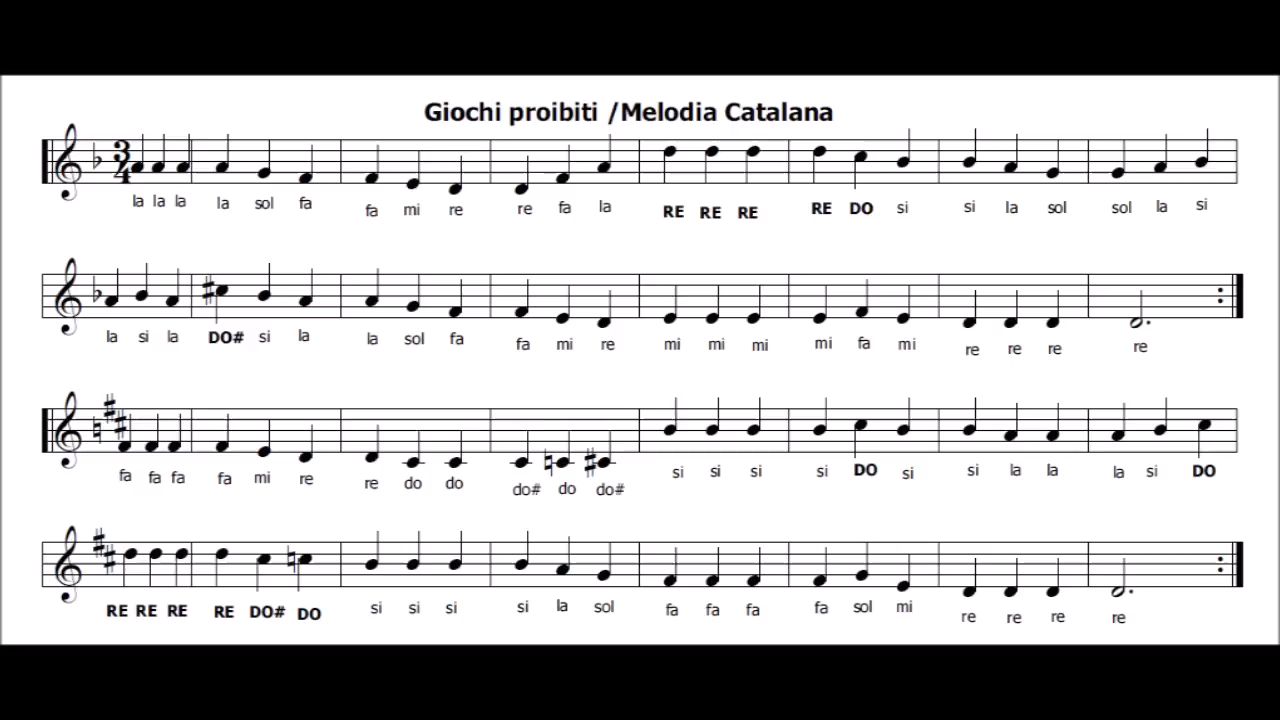 Giochi proibiti /Melodia Catalana
3
4
la la la la sol fa fa mi re re fa la RE RE RE RE DO si si la sol sol la si
la si la DO# si la la sol fa fa mi re mi mi mi mi fa mi re re re re
fa fa fa fa mi re re do do do# do do# si si si si DO si si la la la si DO
RE RE RE RE DO# DO si si si si la sol fa fa fa fa sol mi re re re re